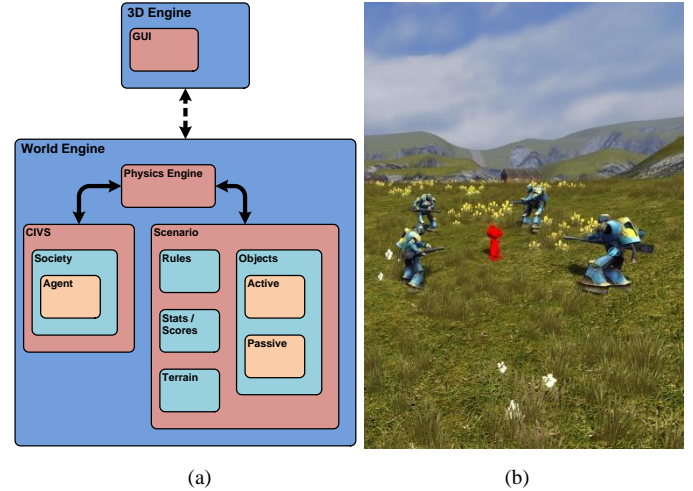 3D Engine
GUI
World Engine
Physics Engine
CIVS
Society
Agent
Scenario
Rules
Stats /
Scores
Terrain
Objects
Active
Passive
(a)
(b)